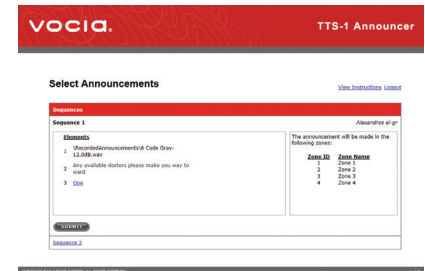 VOCIA.
TTS-1 Announcer
Select Announcements
View Instructions Logout
Sequences
Sequence 1
Alexandros el-gr
Elements
1 \RecordedAnnouncements\6 Code Gray-
12.0dB.wav
2 Any available doctors please make you way to
ward
3 One
The announcement will be made in the
following zones:
Zone ID Zone Name
1 Zone 1
2 Zone 2
3 Zone 3
4 Zone 4
SUBMIT
Sequence 2